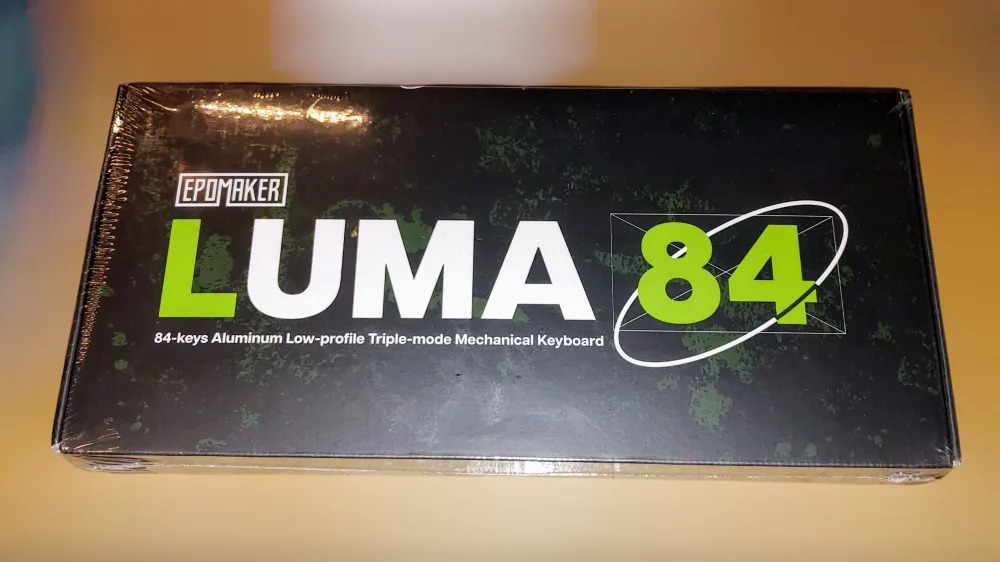 EPOMAKER
LUMA 84
84-keys Aluminum Low-profile Triple-mode Mechanical Keyboard